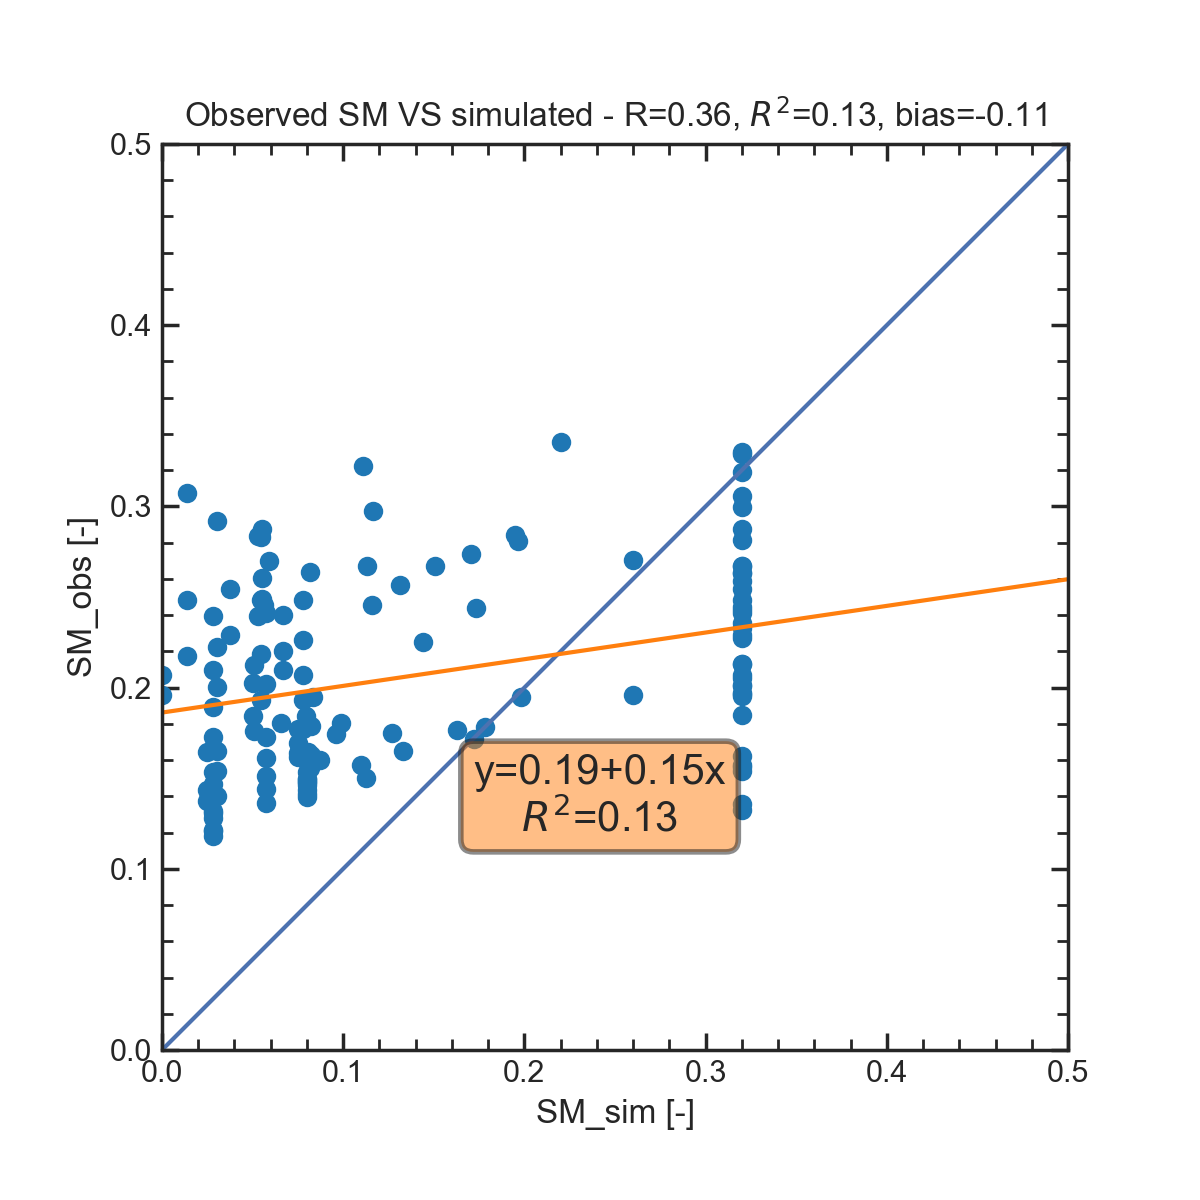 Observed SM VS simulated - R=0.36, R²=0.13, bias=-0.11
0.5
0.4
0.3
0.2
0.1
0.0
SM_obs [-]
y=0.19+0.15x
R²=0.13
0.0 0.1 0.2 0.3 0.4 0.5
SM_sim [-]